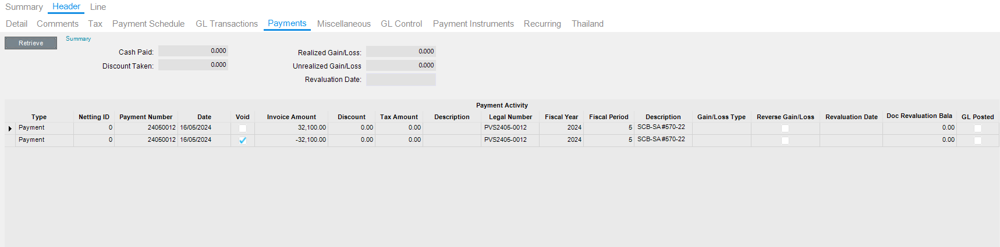 Summary Header Line
Detail Comments Tax Payment Schedule GL Transactions Payments Miscellaneous GL Control Payment Instruments Recurring Thailand
Retrieve Summary
Cash Paid: 0.000 Realized Gain/Loss: 0.000
Discount Taken: 0.000 Unrealized Gain/Loss 0.000
Revaluation Date:
Payment Activity
Type Netting ID Payment Number Date Void Invoice Amount Discount Tax Amount Description Legal Number Fiscal Year Fiscal Period Description Gain/Loss Type Reverse Gain/Loss Revaluation Date Doc Revaluation Bala GL Posted
Payment 0 24050012 16/05/2024 32,100.00 0.00 0.00 PVS2405-0012 2024 5 SCB-SA#570-22 0.00
Payment 0 24050012 16/05/2024 -32,100.00 0.00 0.00 PVS2405-0012 2024 5 SCB-SA#570-22 0.00